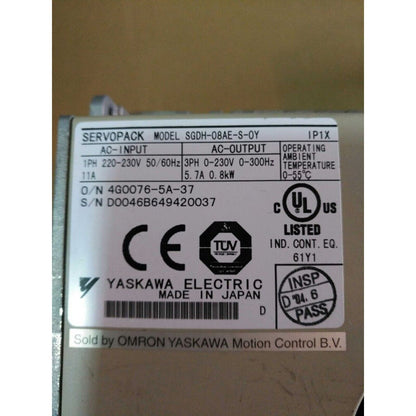 SERVOPACK MODEL SGDH-08AE-S-OY IP1X
AC-INPUT AC-OUTPUT OPERATING AMBIENT TEMPERATURE 0-55℃
1PH 220-230V 50/60Hz 3PH 0-230V 0-300Hz
11A 5.7A 0.8kW
O/N 4G0076-5A-37
S/N D0046B649420037
CE
TÜV
C UL US
LISTED
IND. CONT. EQ.
61Y1
YASKAWA ELECTRIC
MADE IN JAPAN
D
INSP
D '04. 6
PASS
Sold by OMRON YASKAWA Motion Control B.V.